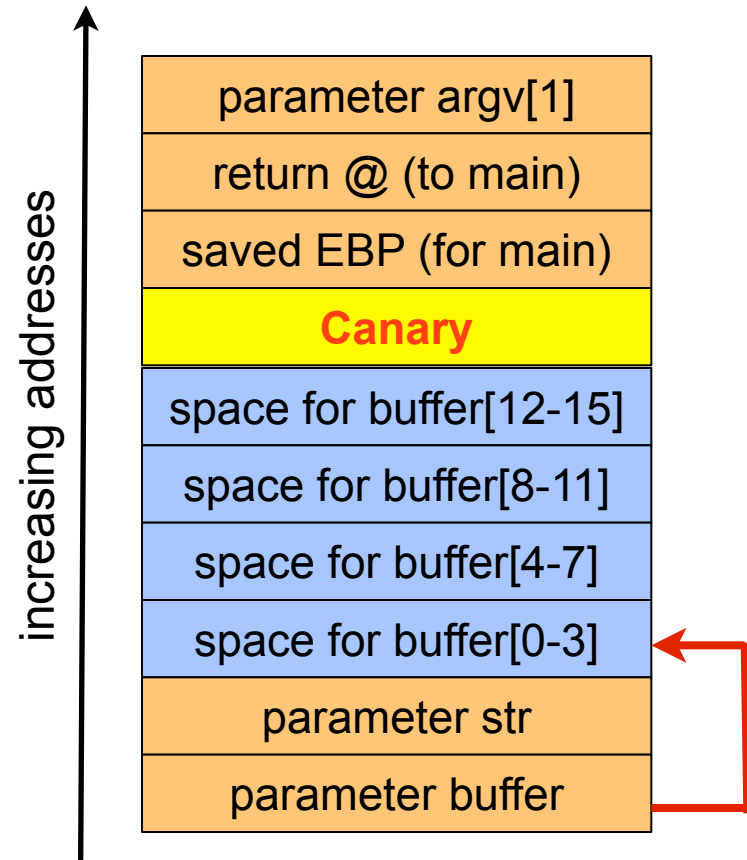 increasing addresses
parameter argv[1]
return @ (to main)
saved EBP (for main)
Canary
space for buffer[12-15]
space for buffer[8-11]
space for buffer[4-7]
space for buffer[0-3]
parameter str
parameter buffer